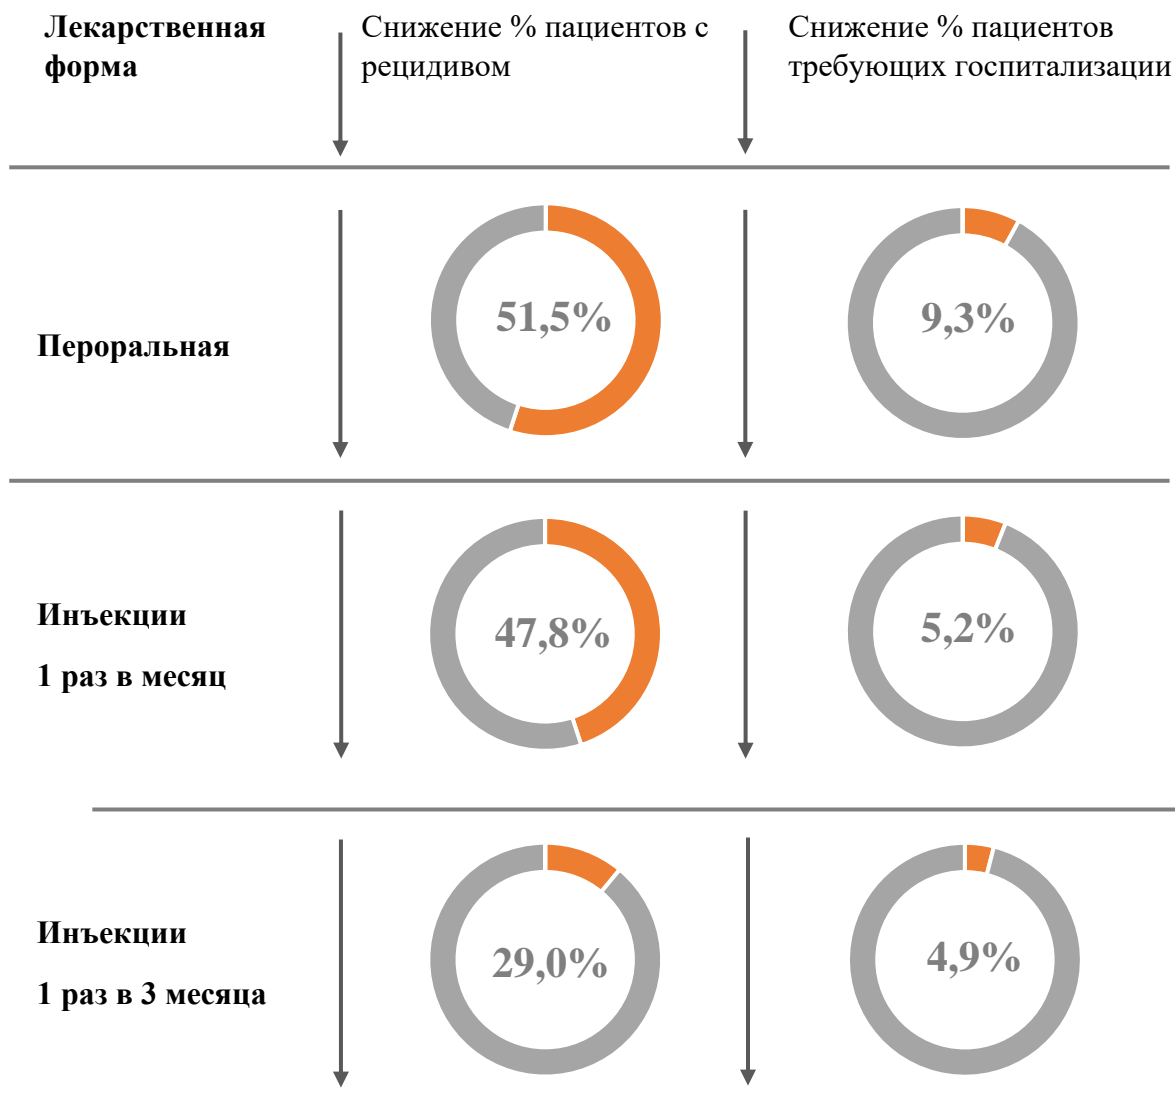 Лекарственная
форма
Снижение % пациентов с
рецидивом
Снижение % пациентов
требующих госпитализации
Пероральная
51,5%
9,3%
Инъекции
1 раз в месяц
47,8%
5,2%
Инъекции
1 раз в 3 месяца
29,0%
4,9%